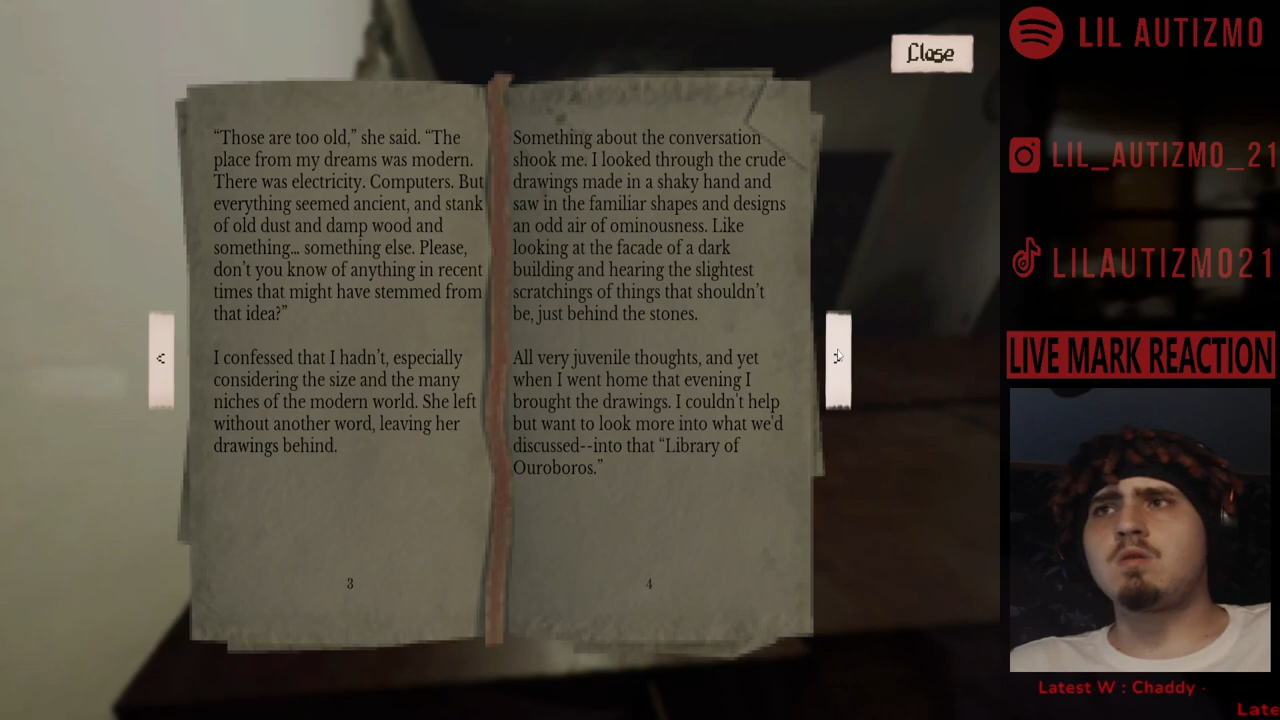 Close
“Those are too old,” she said. “The
place from my dreams was modern.
There was electricity. Computers. But
everything seemed ancient, and stank
of old dust and damp wood and
something... something else. Please,
don’t you know of anything in recent
times that might have stemmed from
that idea?”
I confessed that I hadn’t, especially
considering the size and the many
niches of the modern world. She left
without another word, leaving her
drawings behind.
3
Something about the conversation
shook me. I looked through the crude
drawings made in a shaky hand and
saw in the familiar shapes and designs
an odd air of ominousness. Like
looking at the facade of a dark
building and hearing the slightest
scratchings of things that shouldn’t
be, just behind the stones.
All very juvenile thoughts, and yet
when I went home that evening I
brought the drawings. I couldn't help
but want to look more into what we'd
discussed--into that “Library of
Ouroboros.”
4
<
LIL AUTIZMO
LIL_AUTIZMO_21
LILAUTIZMO21
LIVE MARK REACTION
Latest W : Chaddy -
Late